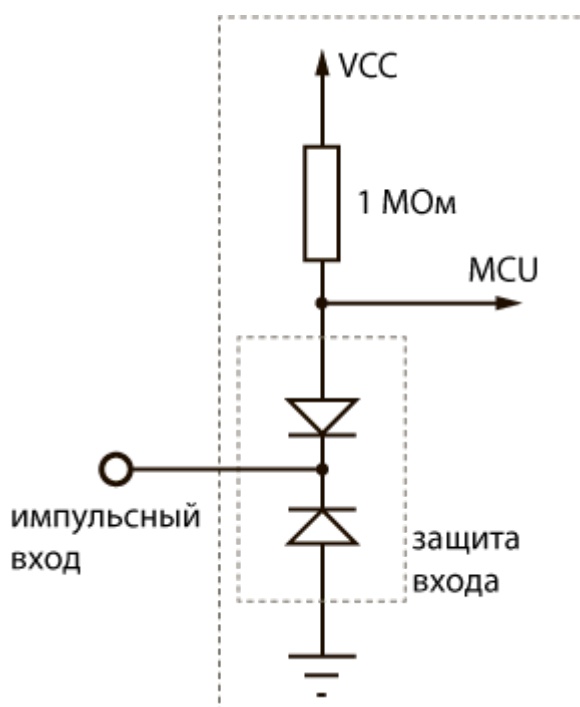 VCC
1 МОм
MCU
импульсный
вход
защита
входа